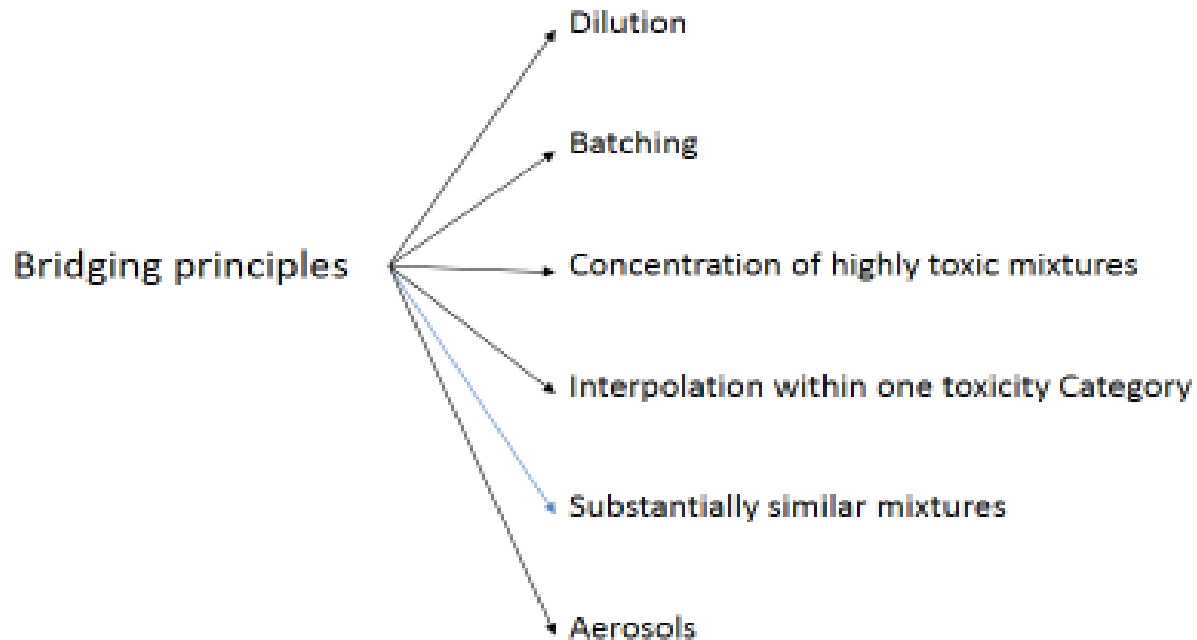 Dilution
Batching
Bridging principles
Concentration of highly toxic mixtures
Interpolation within one toxicity Category
Substantially similar mixtures
Aerosols